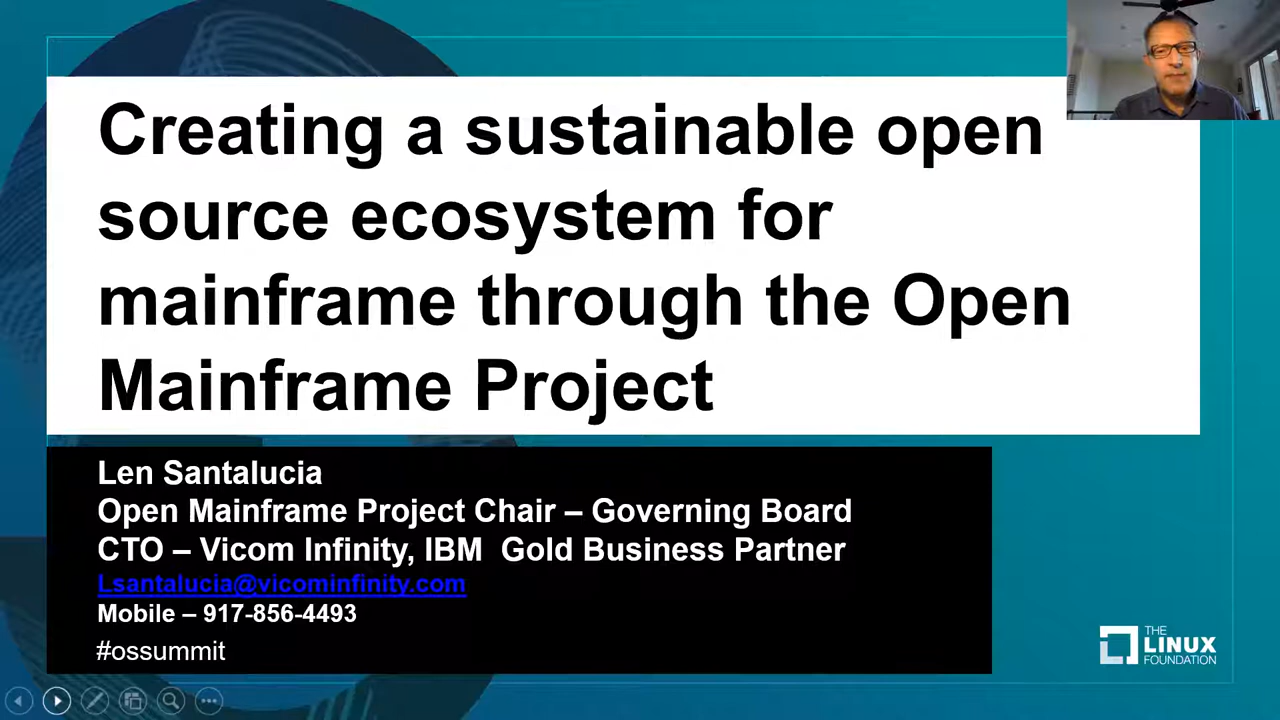 Creating a sustainable open
source ecosystem for
mainframe through the Open
Mainframe Project
Len Santalucia
Open Mainframe Project Chair – Governing Board
CTO – Vicom Infinity, IBM  Gold Business Partner
Lsantalucia@vicominfinity.com
Mobile – 917-856-4493
#ossummit
THE
LINUX
FOUNDATION